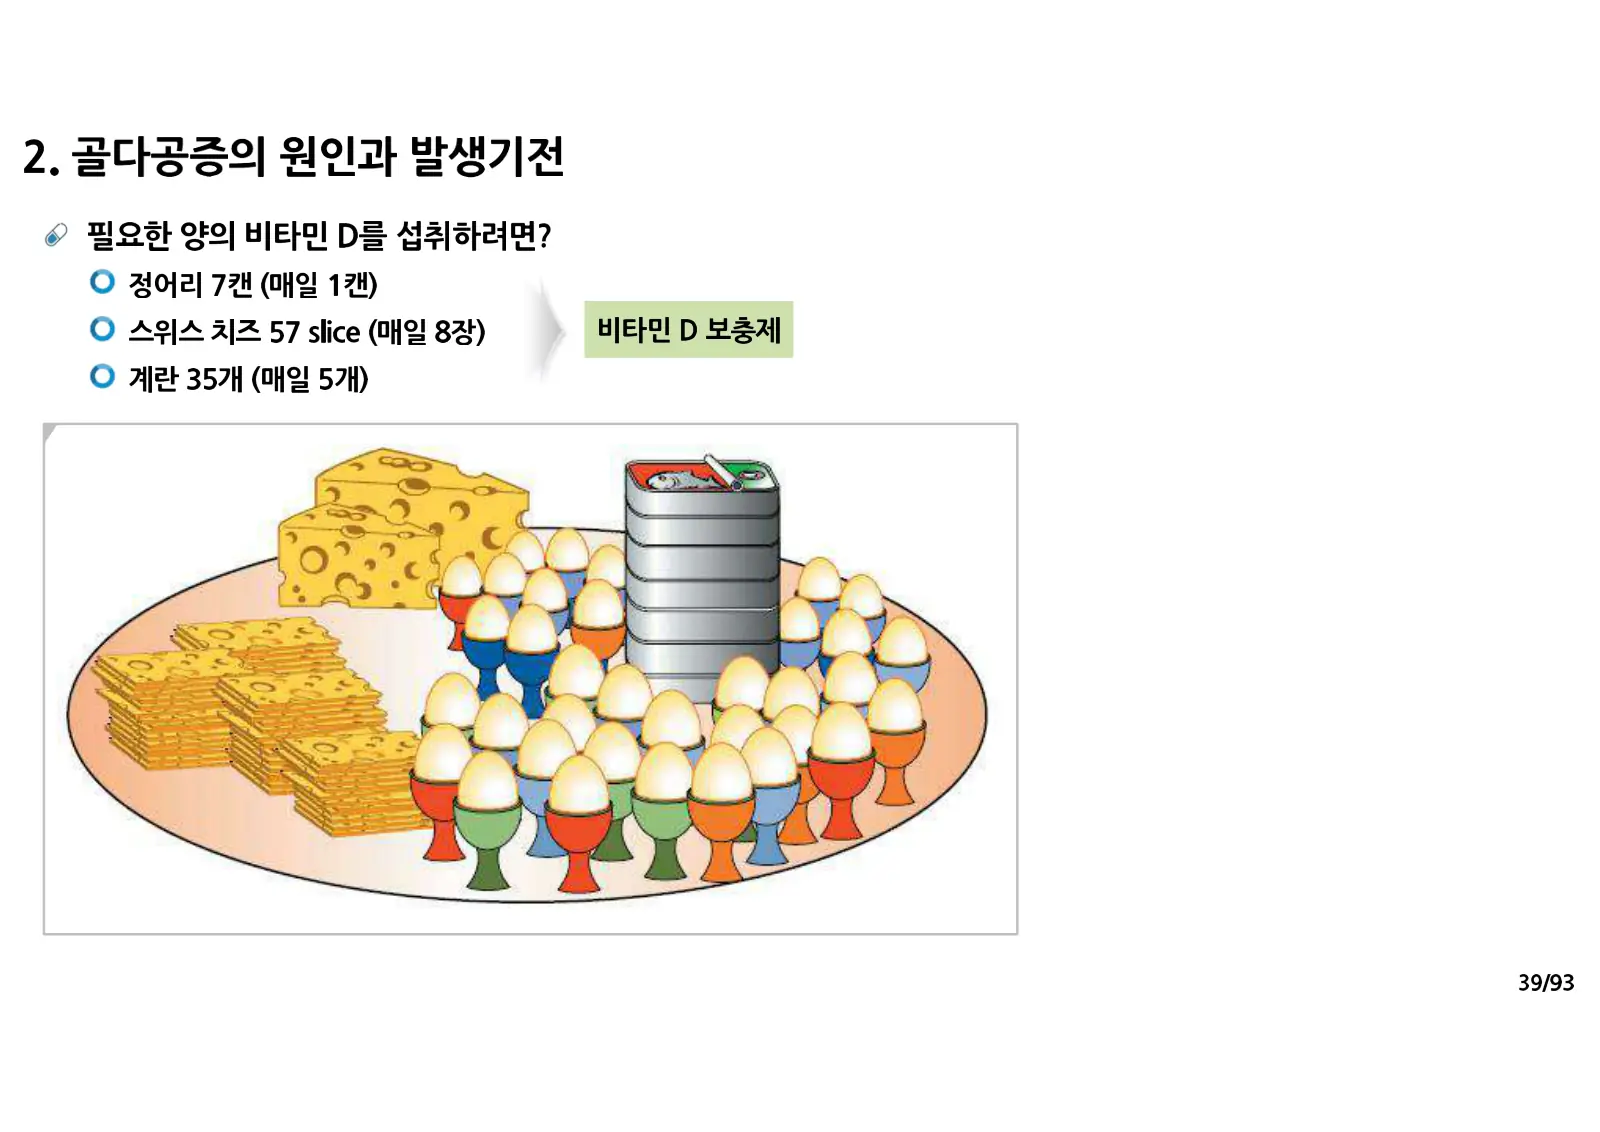 2. 골다공증의 원인과 발생기전
필요한 양의 비타민 D를 섭취하려면?
정어리 7캔 (매일 1캔)
스위스 치즈 57 slice (매일 8장)
계란 35개 (매일 5개)
비타민 D 보충제
39/93